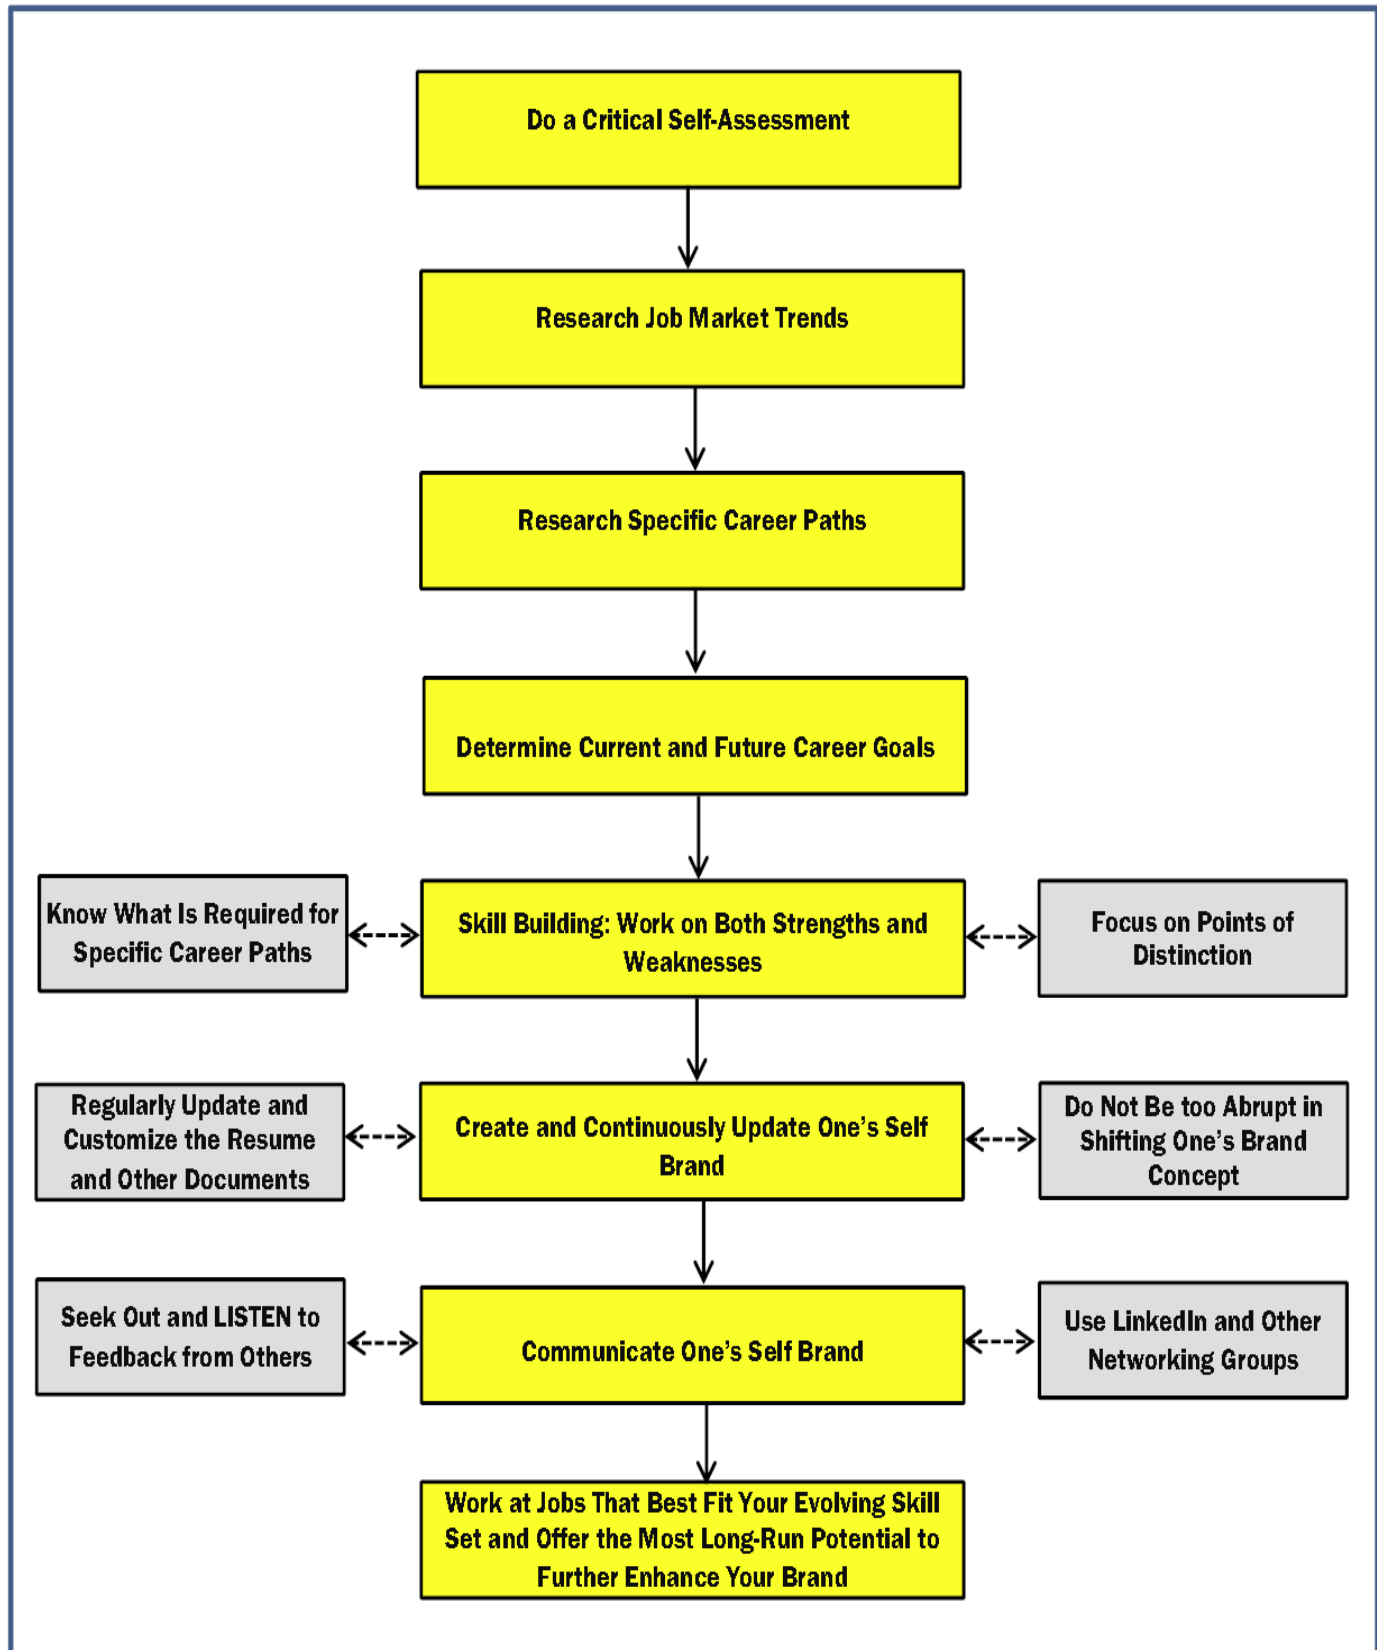 Do a Critical Self-Assessment
Research Job Market Trends
Research Specific Career Paths
Determine Current and Future Career Goals
Know What Is Required for
Specific Career Paths
Skill Building: Work on Both Strengths and
Weaknesses
Focus on Points of
Distinction
Regularly Update and
Customize the Resume
and Other Documents
Create and Continuously Update One’s Self
Brand
Do Not Be too Abrupt in
Shifting One’s Brand
Concept
Seek Out and LISTEN to
Feedback from Others
Communicate One’s Self Brand
Use LinkedIn and Other
Networking Groups
Work at Jobs That Best Fit Your Evolving Skill
Set and Offer the Most Long-Run Potential to
Further Enhance Your Brand